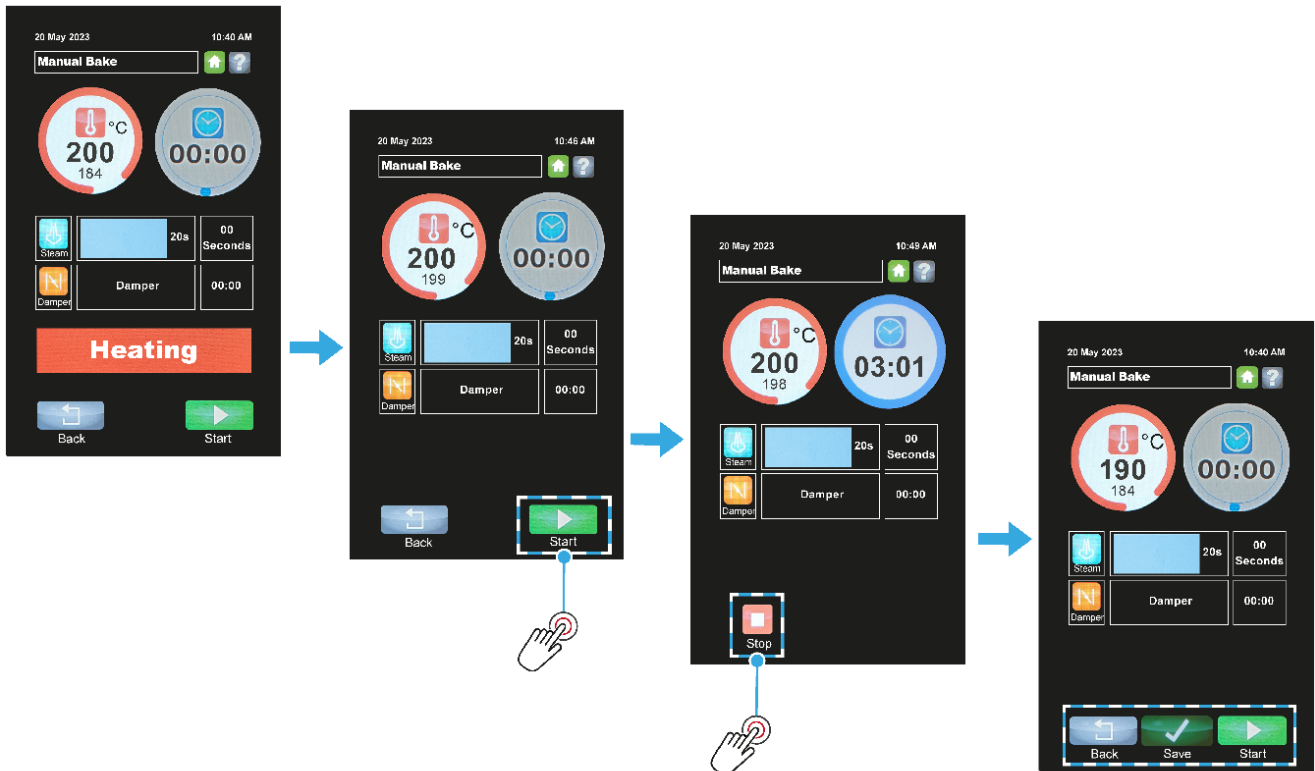 20 May 2023 10:40 AM
Manual Bake ?
°C
200 00:00
184
20s 00
Seconds
Steam
Damper 00:00
Damper
Heating
Back Start
20 May 2023 10:46 AM
Manual Bake ?
°C
200 00:00
199
20s 00
Seconds
Steam
Damper 00:00
Damper
Back Start
20 May 2023 10:49 AM
Manual Bake ?
°C
200 03:01
198
20s 00
Seconds
Steam
Damper 00:00
Damper
Stop
20 May 2023 10:40 AM
Manual Bake ?
°C
190 00:00
184
20s 00
Seconds
Steam
Damper 00:00
Damper
Back Save Start